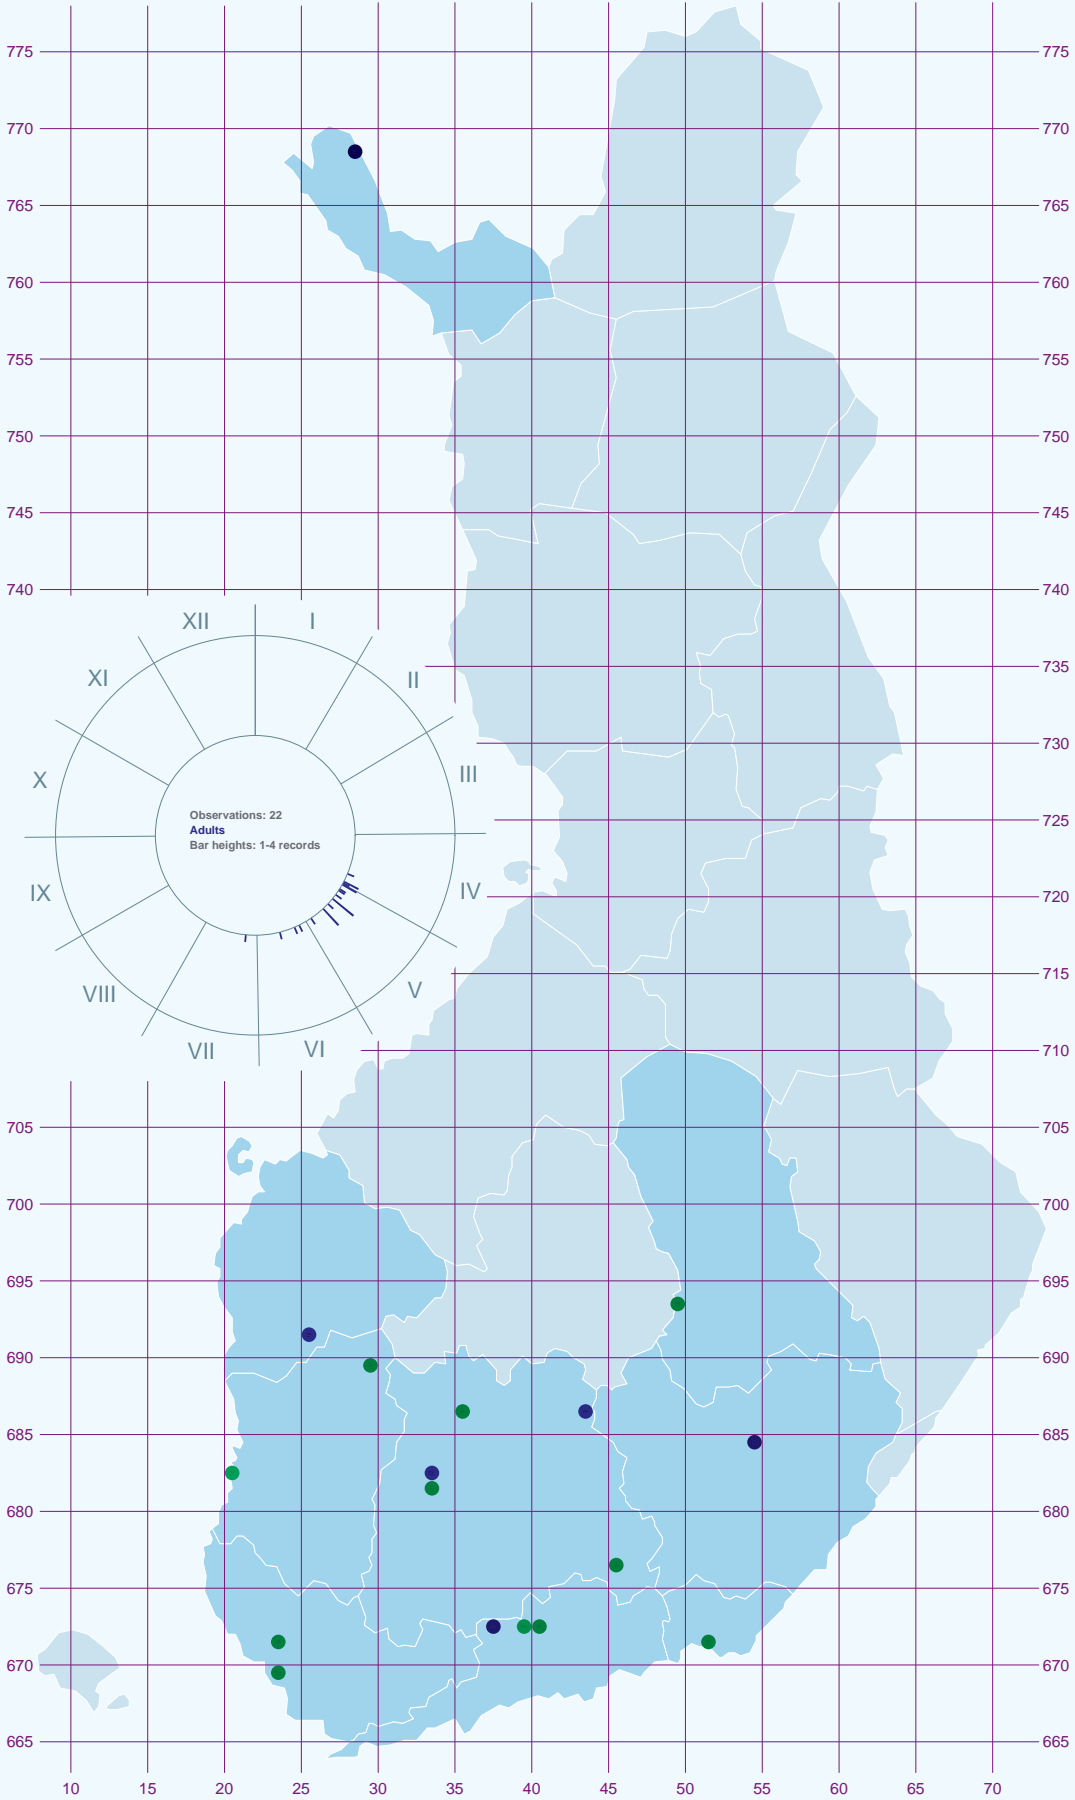 775 775
770 770
765 765
760 760
755 755
750 750
745 745
740 740
XII I
XI II
735
730
X III
Observations: 22
725 725
Adults
Bar heights: 1-4 records
IX IV
720
715
VIII V
VII VI
710
705 705
700 700
695 695
690 690
685 685
680 680
675 675
670 670
665 665
10 15 20 25 30 35 40 45 50 55 60 65 70